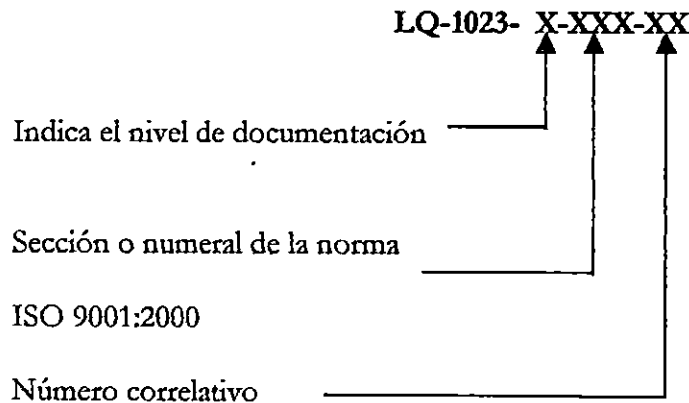 LQ-1023- X-XXX-XX
Indica el nivel de documentación
Sección o numeral de la norma
ISO 9001:2000
Número correlativo